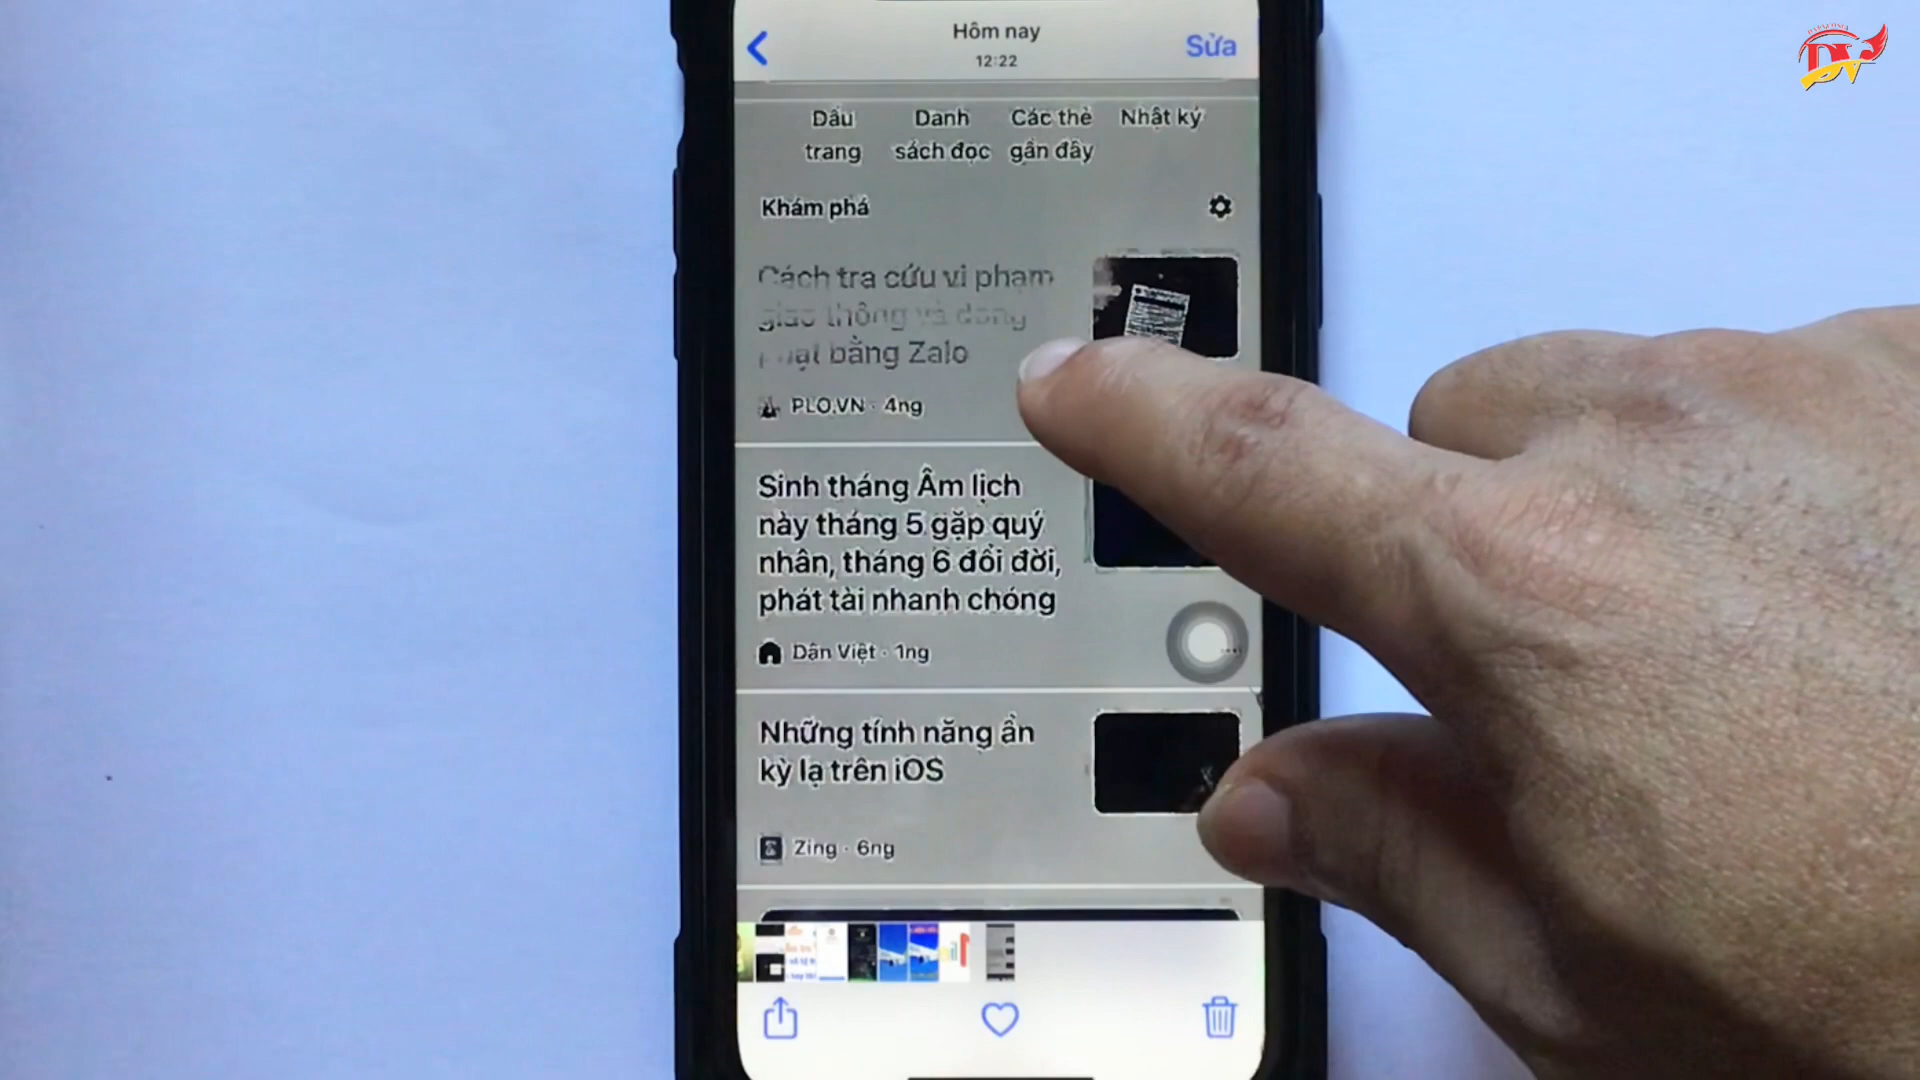 Hôm nay
12:22
Sửa
Dấu
trang
Danh
sách đọc
Các thẻ
gần đây
Nhật ký
Khám phá
Cách tra cứu vi phạm
giao thông và đóng
phạt bằng Zalo
PLO.VN · 4ng
Sinh tháng Âm lịch
này tháng 5 gặp quý
nhân, tháng 6 đổi đời,
phát tài nhanh chóng
Dân Việt · 1ng
Những tính năng ẩn
kỳ lạ trên iOS
Zing · 6ng
DV